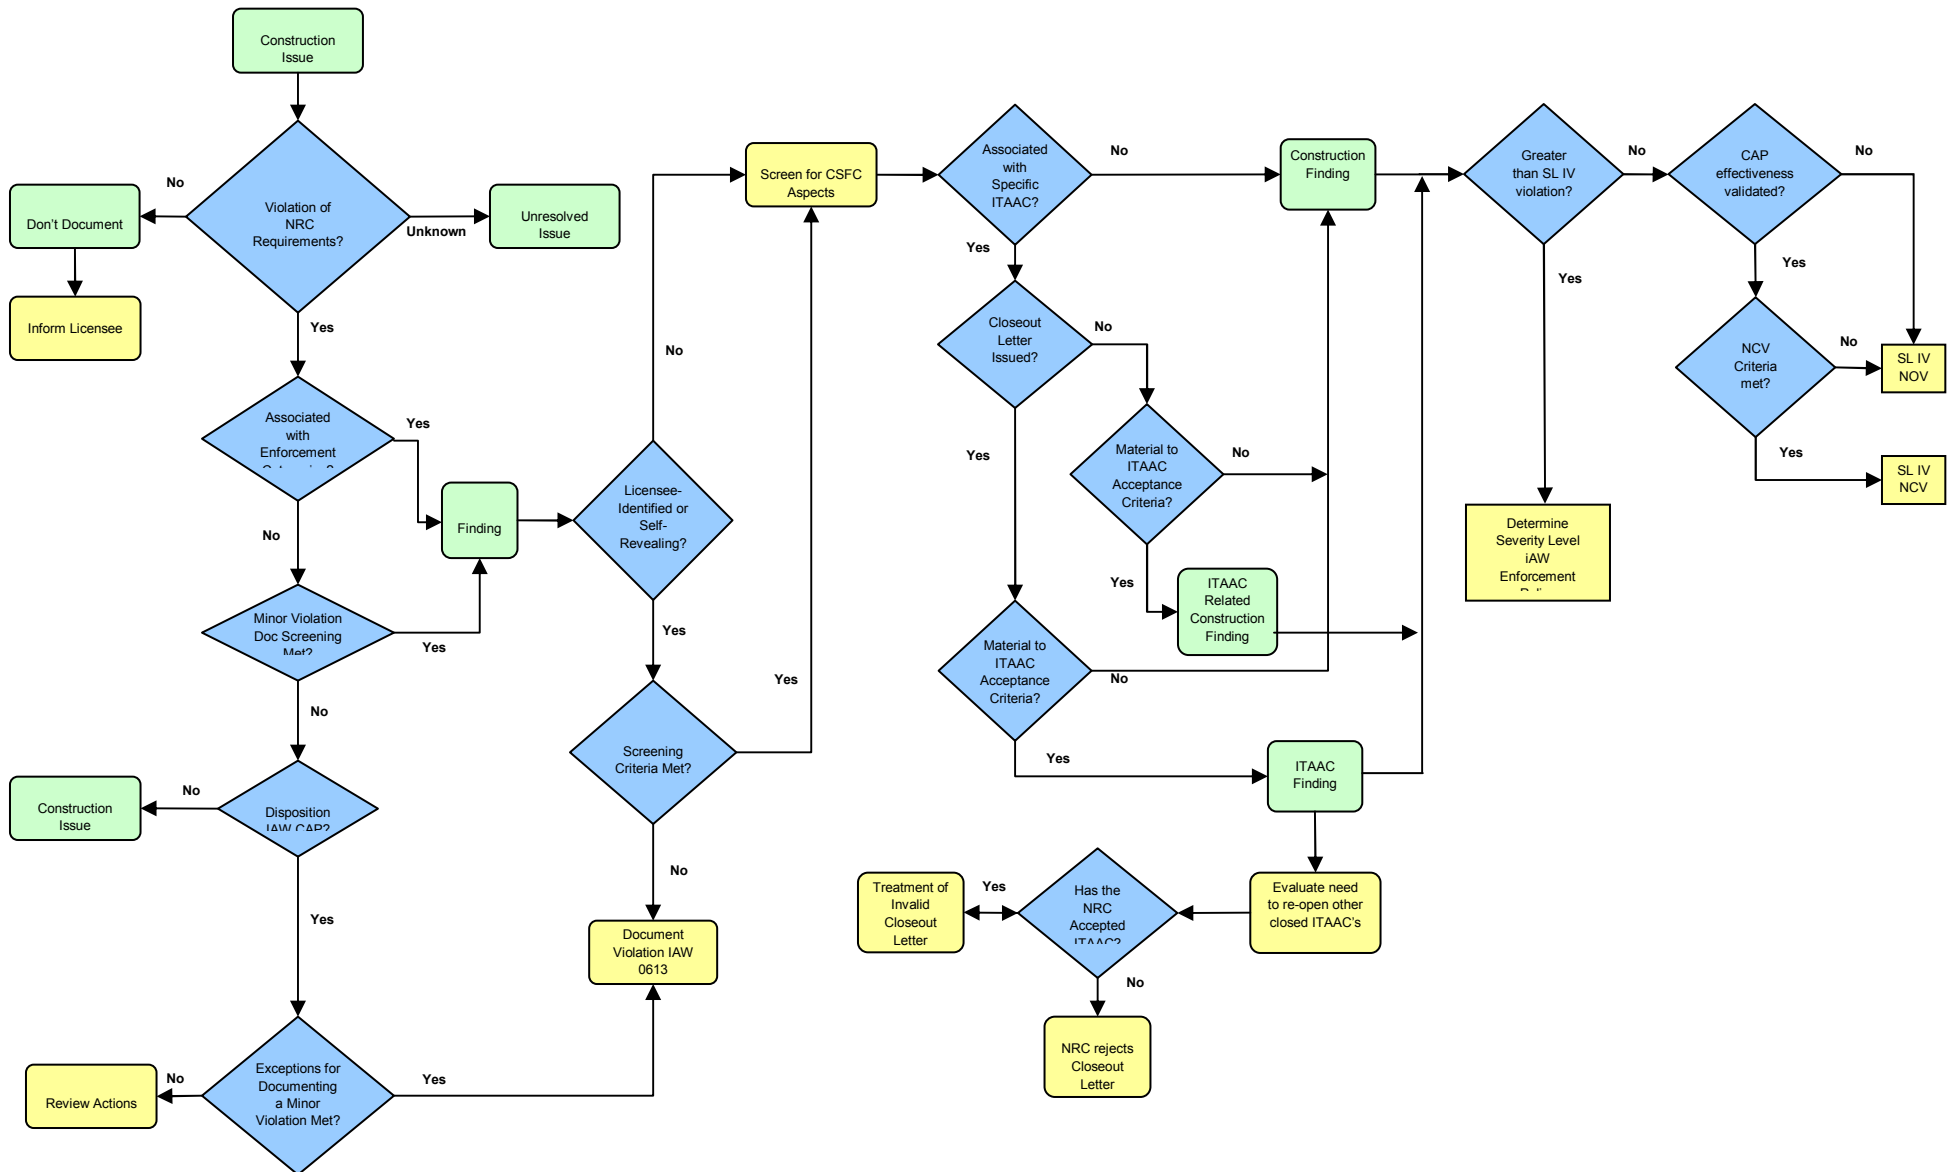 Construction
Issue
Violation of
NRC
Requirements?
No
Don't Document
Inform Licensee
Unknown
Unresolved
Issue
Yes
Associated
with
Enforcement
Yes
No
Finding
Minor Violation
Doc Screening
Met?
Yes
No
Disposition
IAW CAP?
No
Construction
Issue
Yes
Exceptions for
Documenting
a Minor
Violation Met?
No
Review Actions
Yes
Licensee-
Identified or
Self-
Revealing?
No
Yes
Screening
Criteria Met?
Yes
No
Document
Violation IAW
0613
Screen for CSFC
Aspects
Associated
with
Specific
ITAAC?
No
Yes
Closeout
Letter
Issued?
No
Yes
Material to
ITAAC
Acceptance
Criteria?
No
Yes
ITAAC
Related
Construction
Finding
Material to
ITAAC
Acceptance
Criteria?
No
Yes
ITAAC
Finding
Evaluate need
to re-open other
closed ITAAC's
Has the
NRC
Accepted
ITAAC?
Yes
Treatment of
Invalid
Closeout
Letter
No
NRC rejects
Closeout
Letter
Construction
Finding
Greater
than SL IV
violation?
No
Yes
Determine
Severity Level
iAW
Enforcement
CAP
effectiveness
validated?
No
Yes
NCV
Criteria
met?
No
SL IV
NOV
Yes
SL IV
NCV